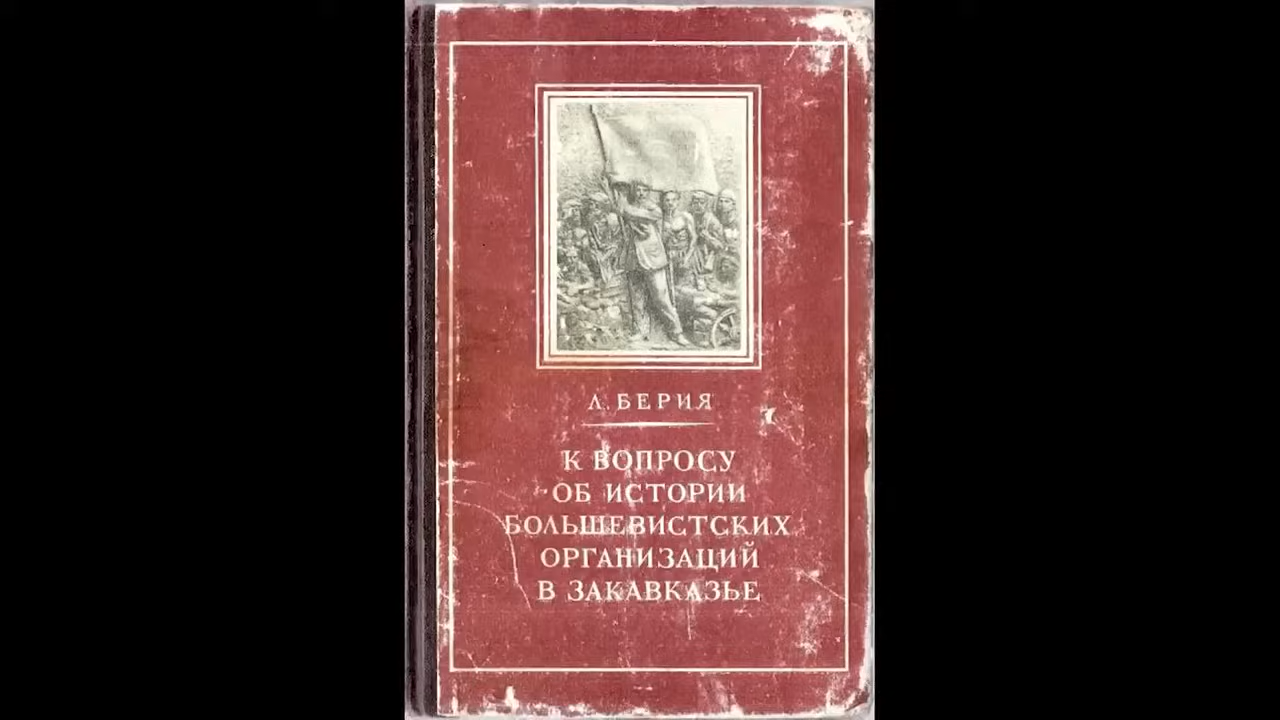 Л. БЕРИЯ
К ВОПРОСУ
ОБ ИСТОРИИ
БОЛЬШЕВИСТСКИХ
ОРГАНИЗАЦИЙ
В ЗАКАВКАЗЬЕ